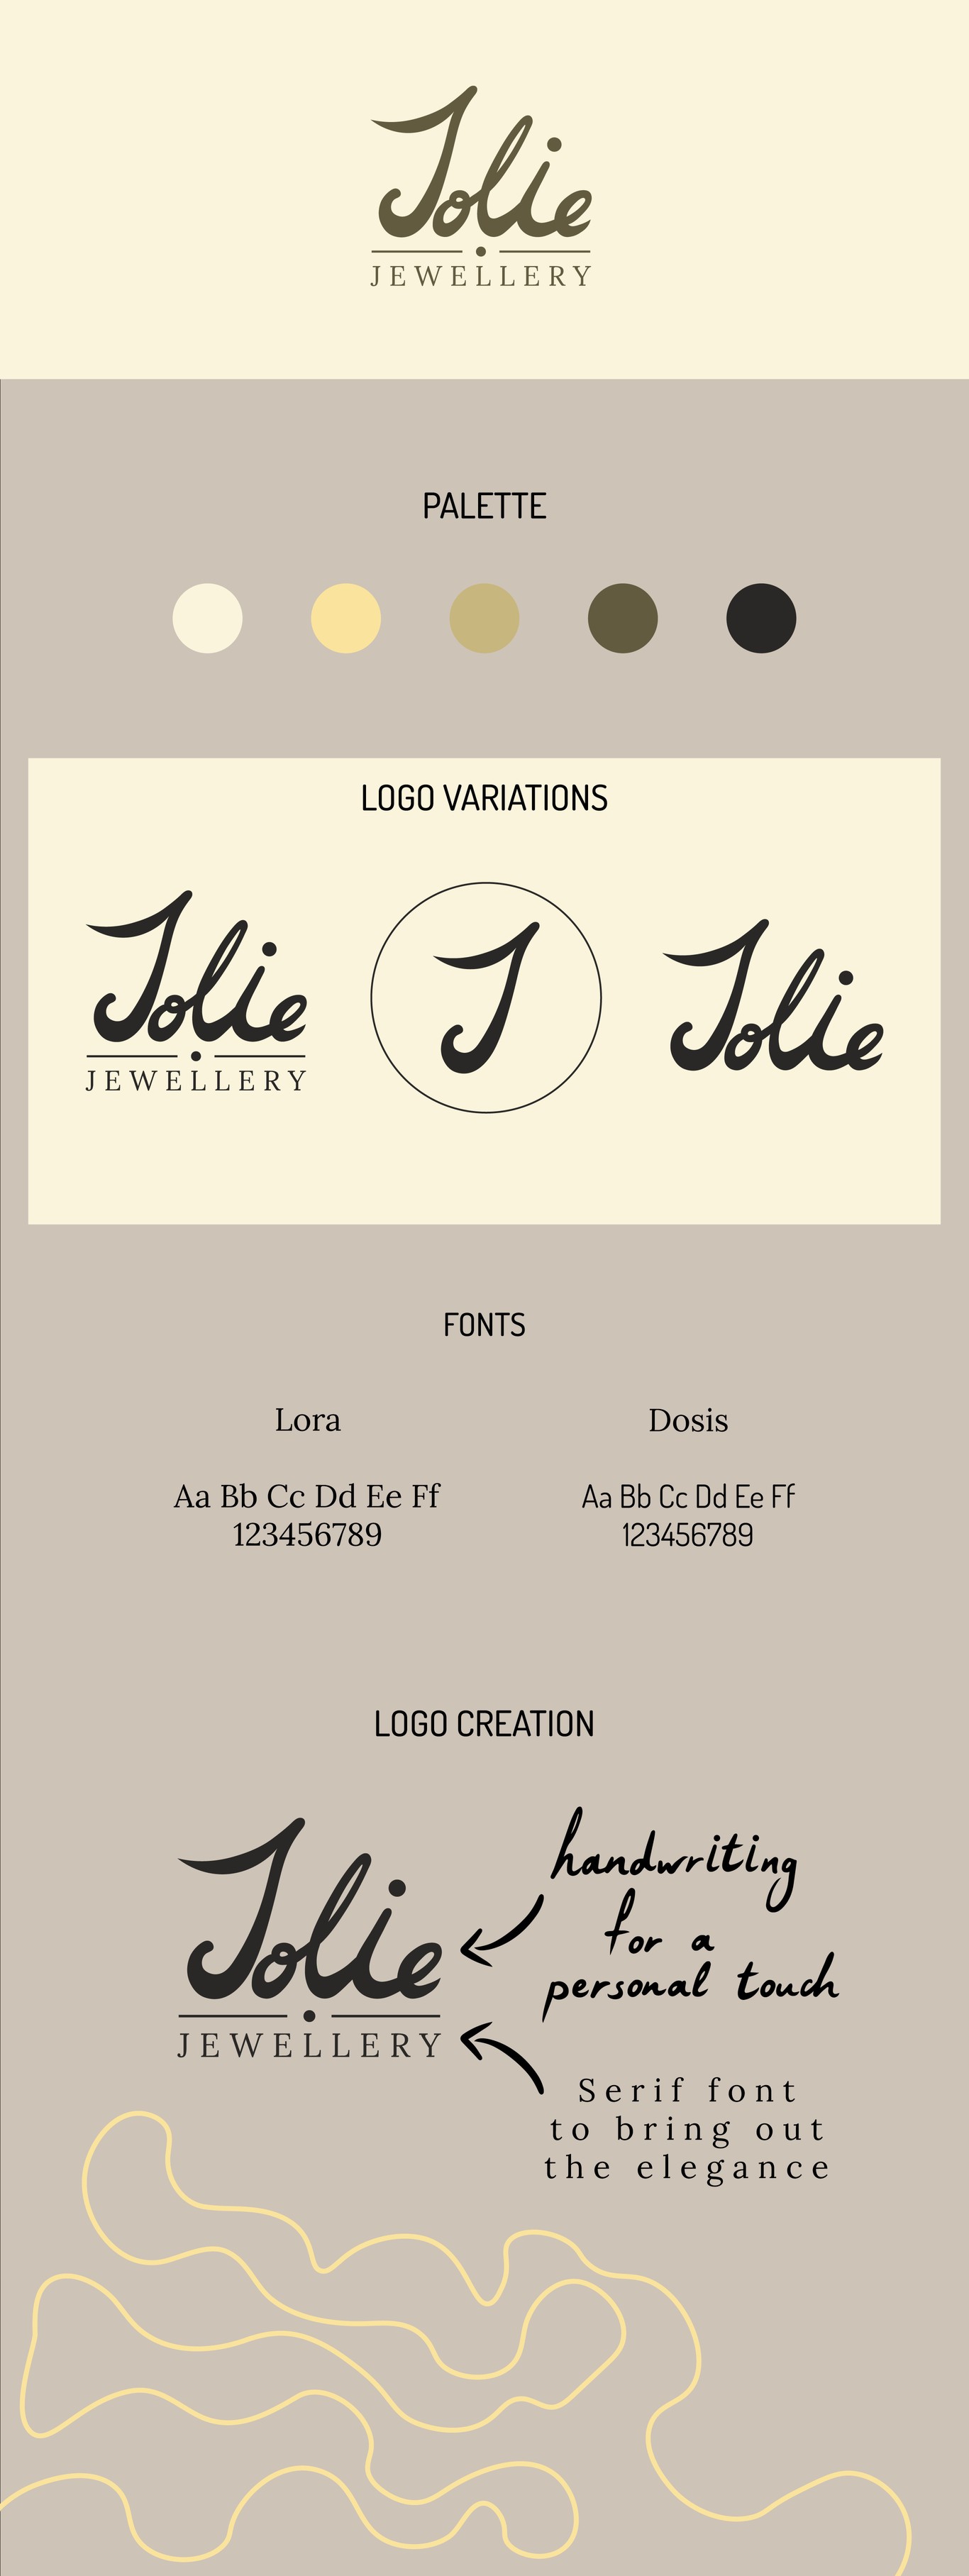 Jolie
JEWELLERY
PALETTE
LOGO VARIATIONS
Jolie
JEWELLERY
J
Jolie
FONTS
Lora
Aa Bb Cc Dd Ee Ff
123456789
Dosis
Aa Bb Cc Dd Ee Ff
123456789
LOGO CREATION
Jolie
JEWELLERY
handwriting
for a
personal touch
Serif font
to bring out
the elegance